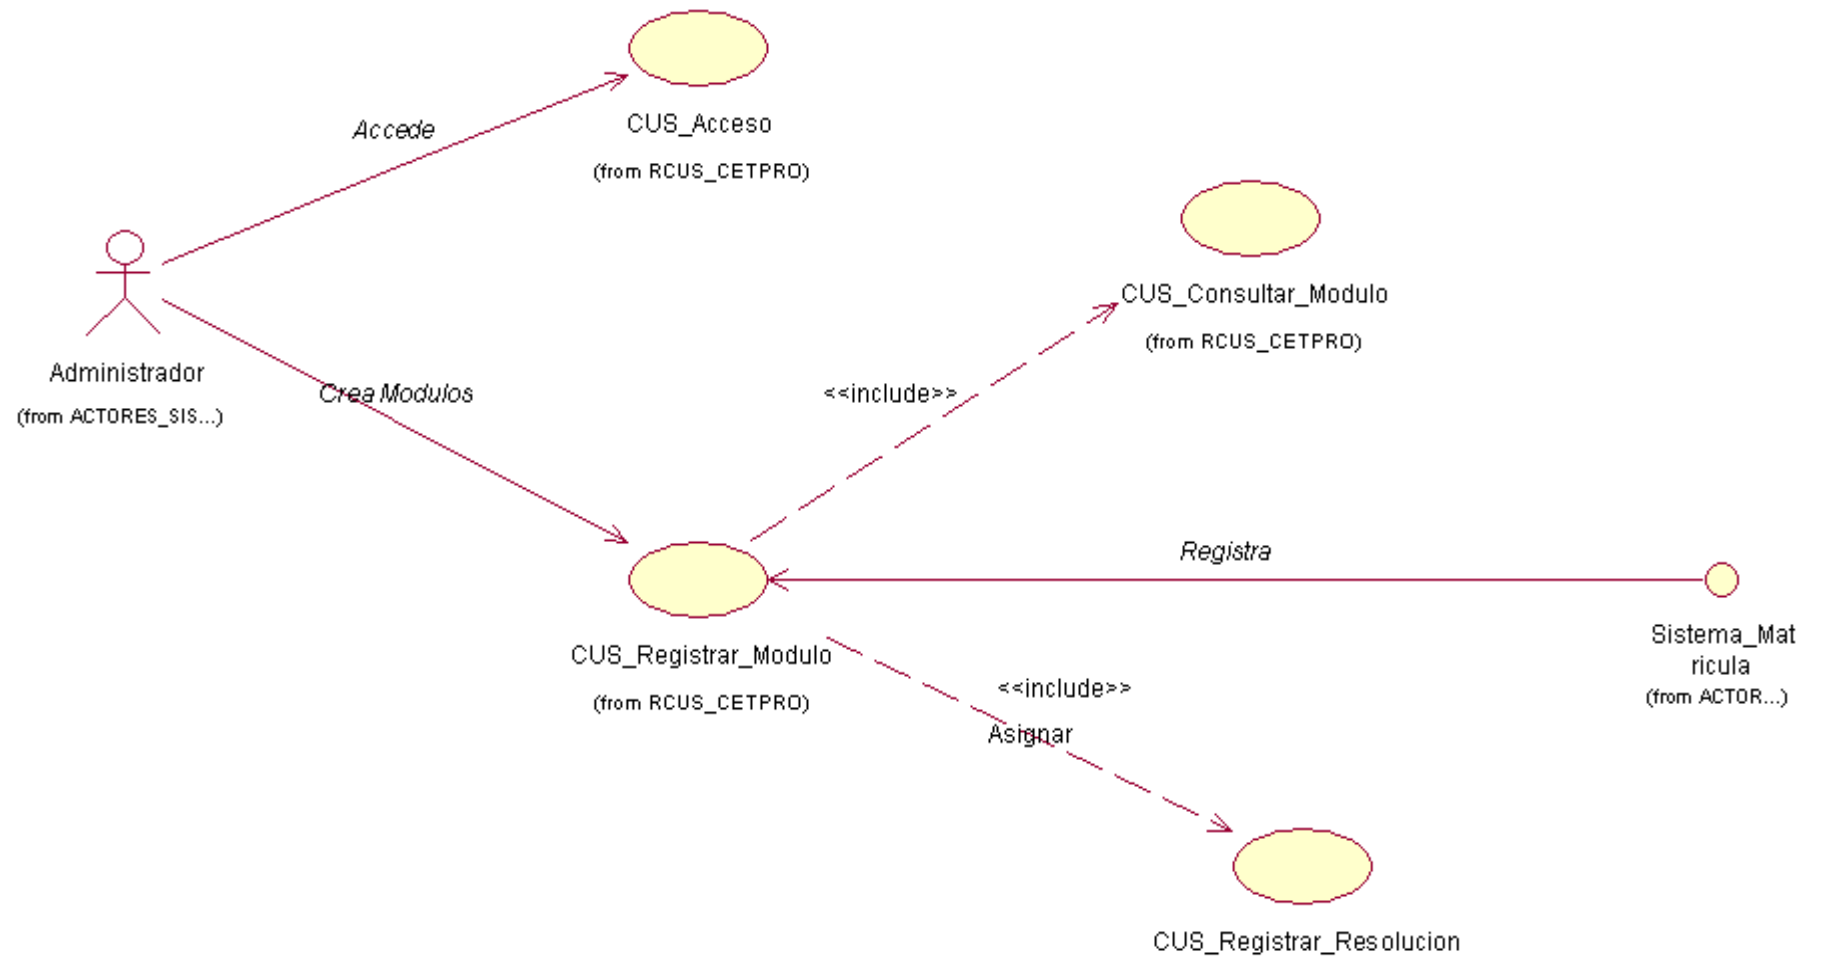 Accede
CUS_Acceso
(from RCUS_CETPRO)
CUS_Consultar_Modulo
(from RCUS_CETPRO)
Administrador
(from ACTORES_SIS...)
Crea Modulos
<<include>>
Registra
CUS_Registrar_Modulo
(from RCUS_CETPRO)
Sistema_Mat
ricula
(from ACTOR...)
<<include>>
Asignar
CUS_Registrar_Resolucion